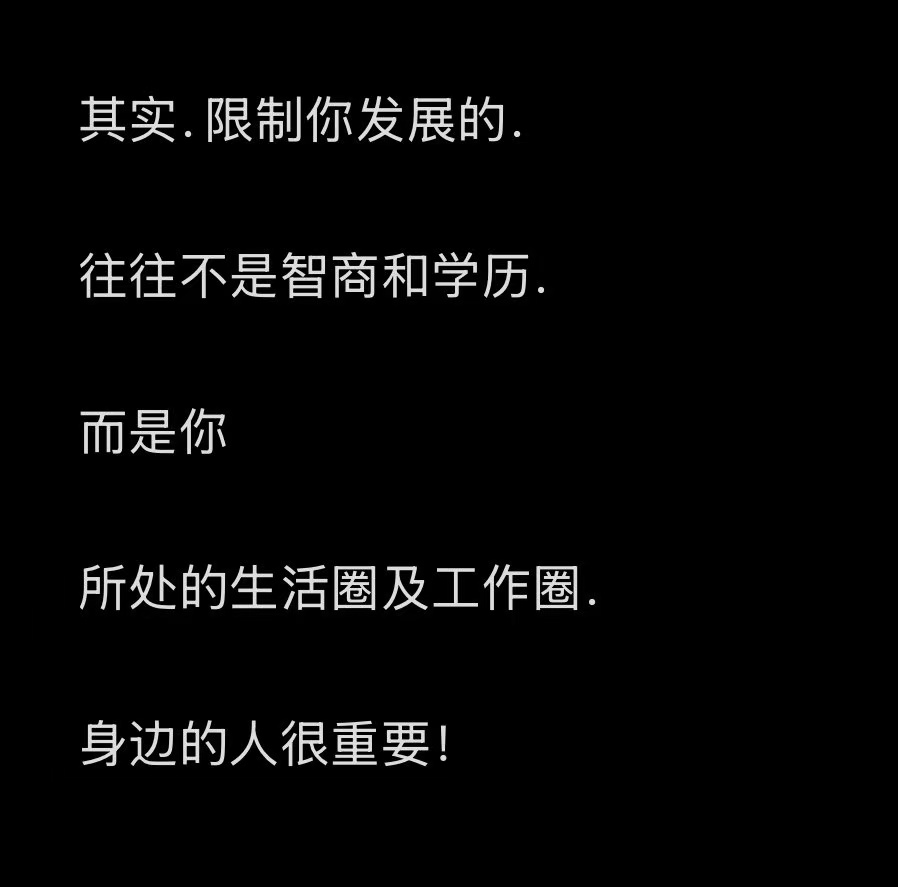 其实.限制你发展的.
往往不是智商和学历.
而是你
所处的生活圈及工作圈.
身边的人很重要!